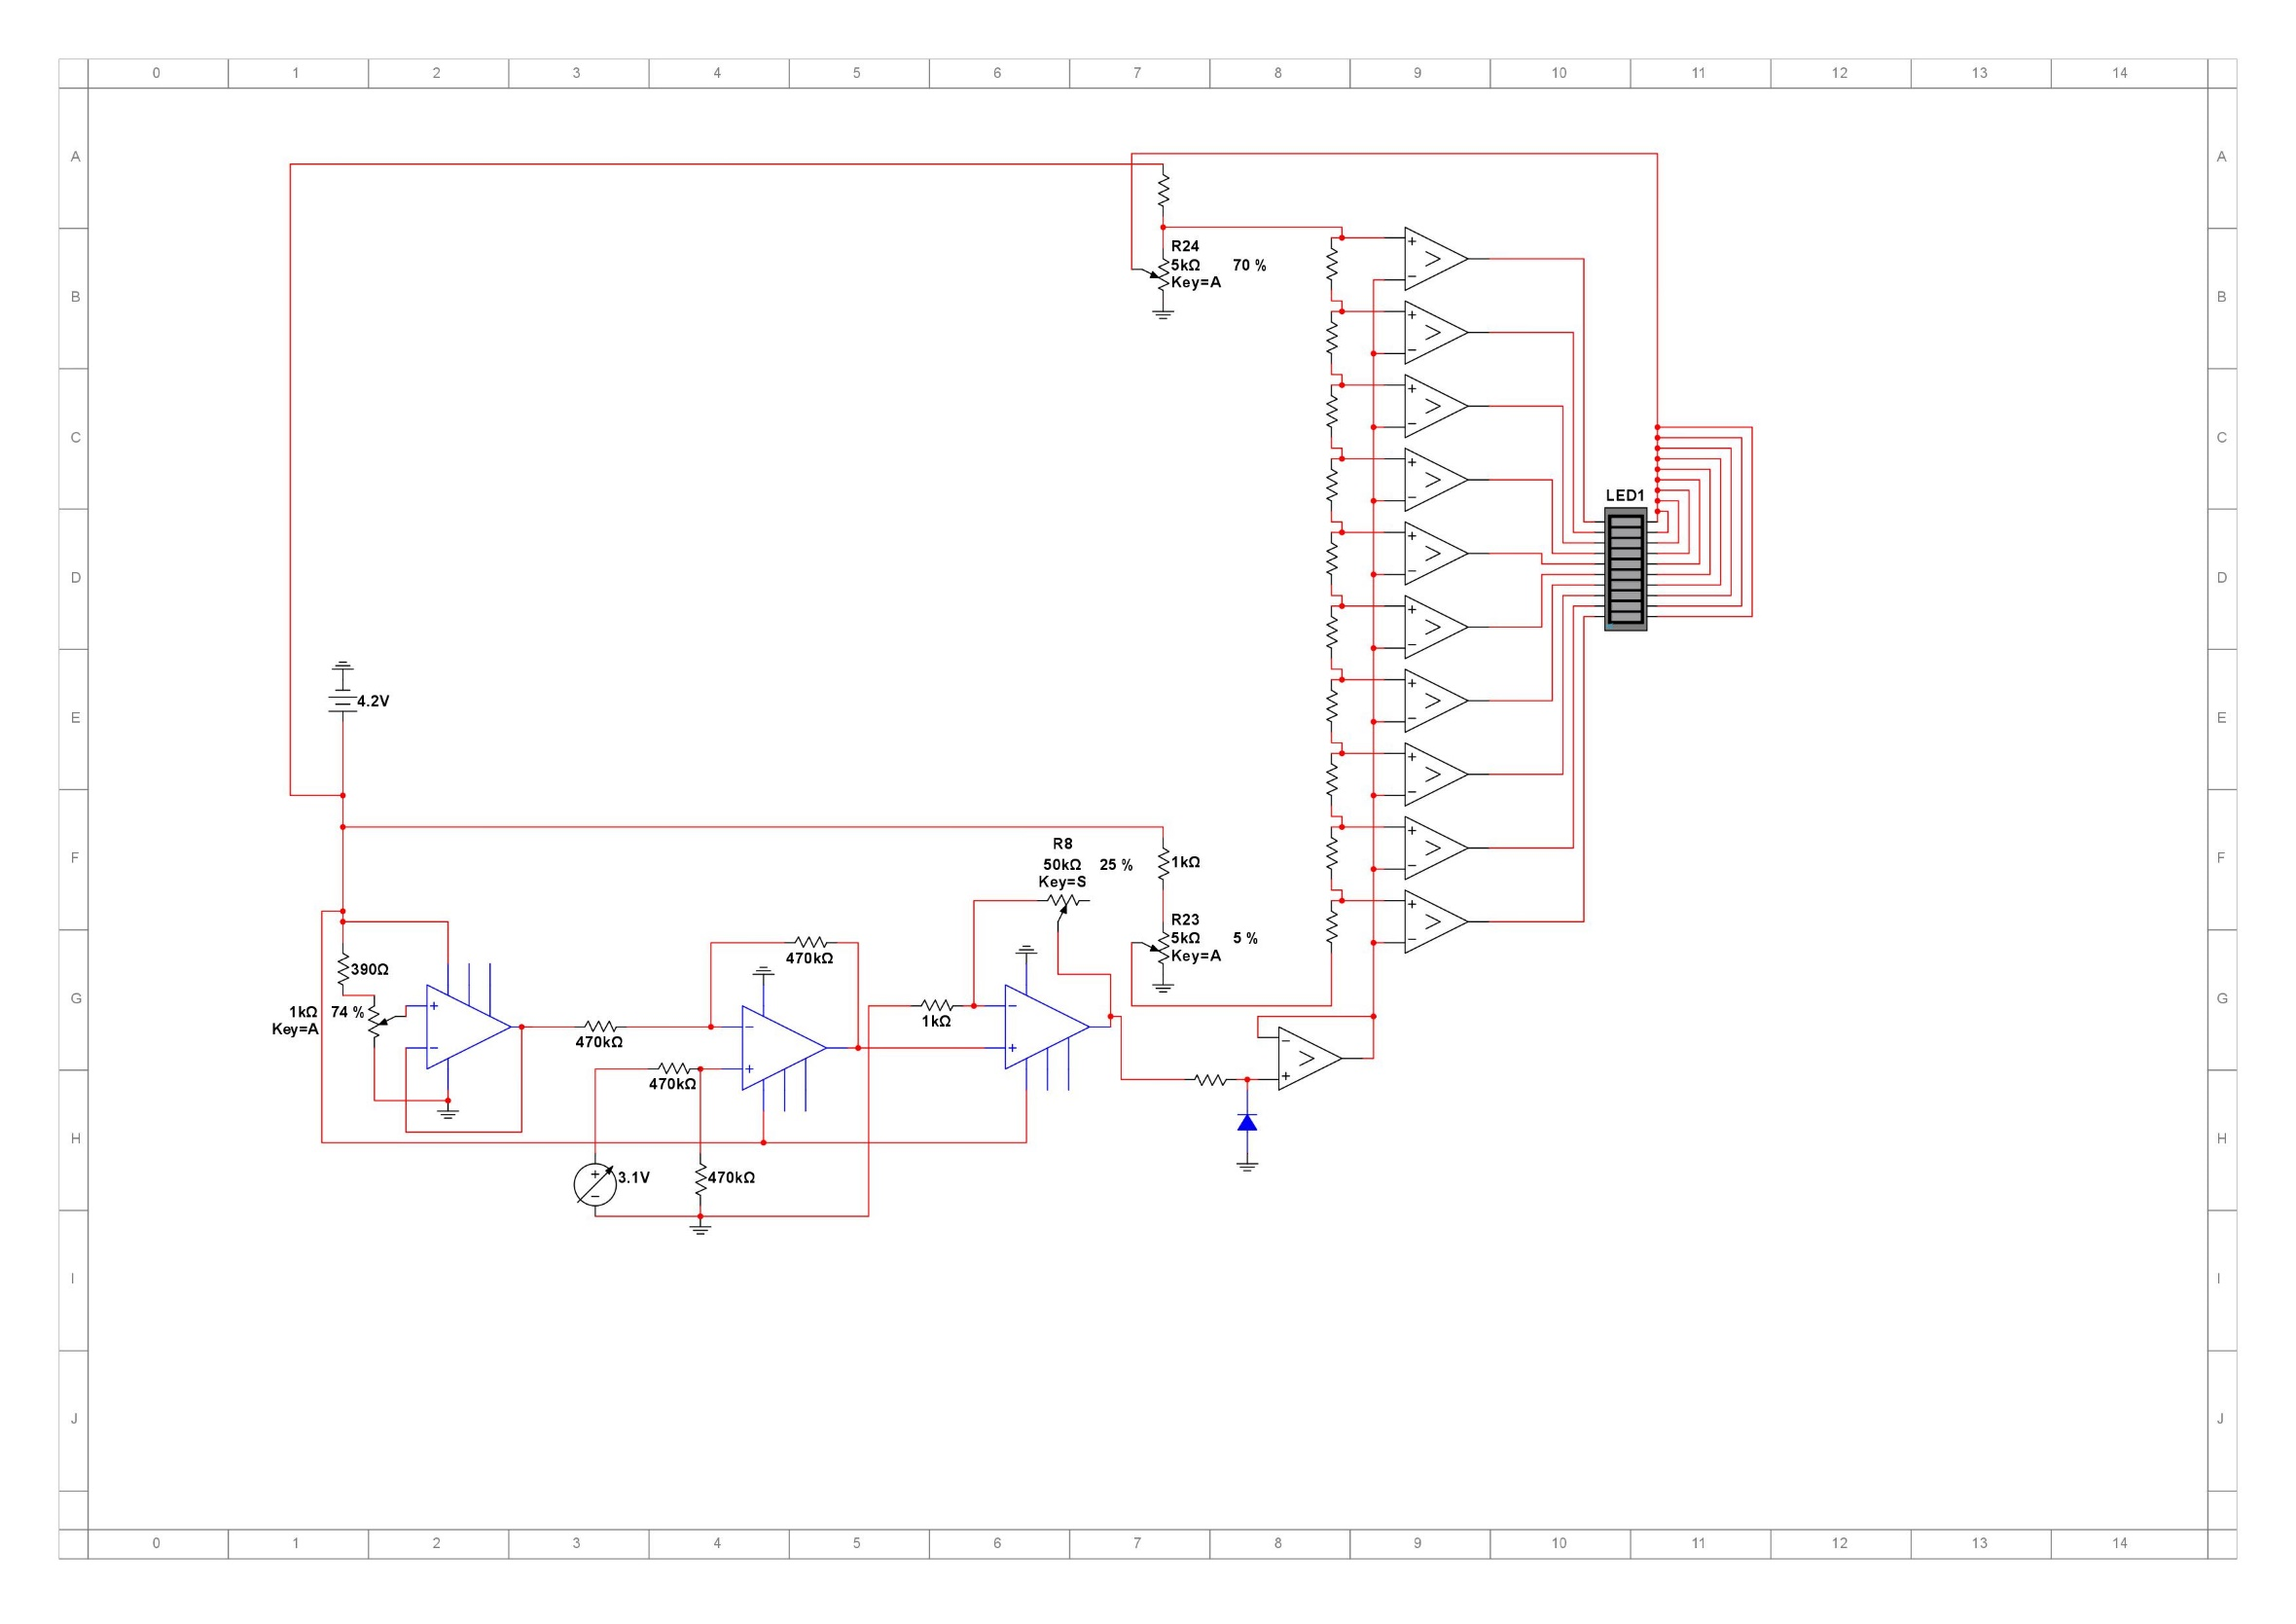 0 1 2 3 4 5 6 7 8 9 10 11 12 13 14
A A
R24
5kΩ 70 %
Key=A
B B
C C
LED1
D D
4.2V
E E
R8
50kΩ 25 %
Key=S
1kΩ
F F
R23
5kΩ 5 %
Key=A
470kΩ
390Ω
G G
1kΩ 74 %
Key=A
1kΩ
470kΩ
470kΩ
H H
3.1V
470kΩ
I I
J J
0 1 2 3 4 5 6 7 8 9 10 11 12 13 14